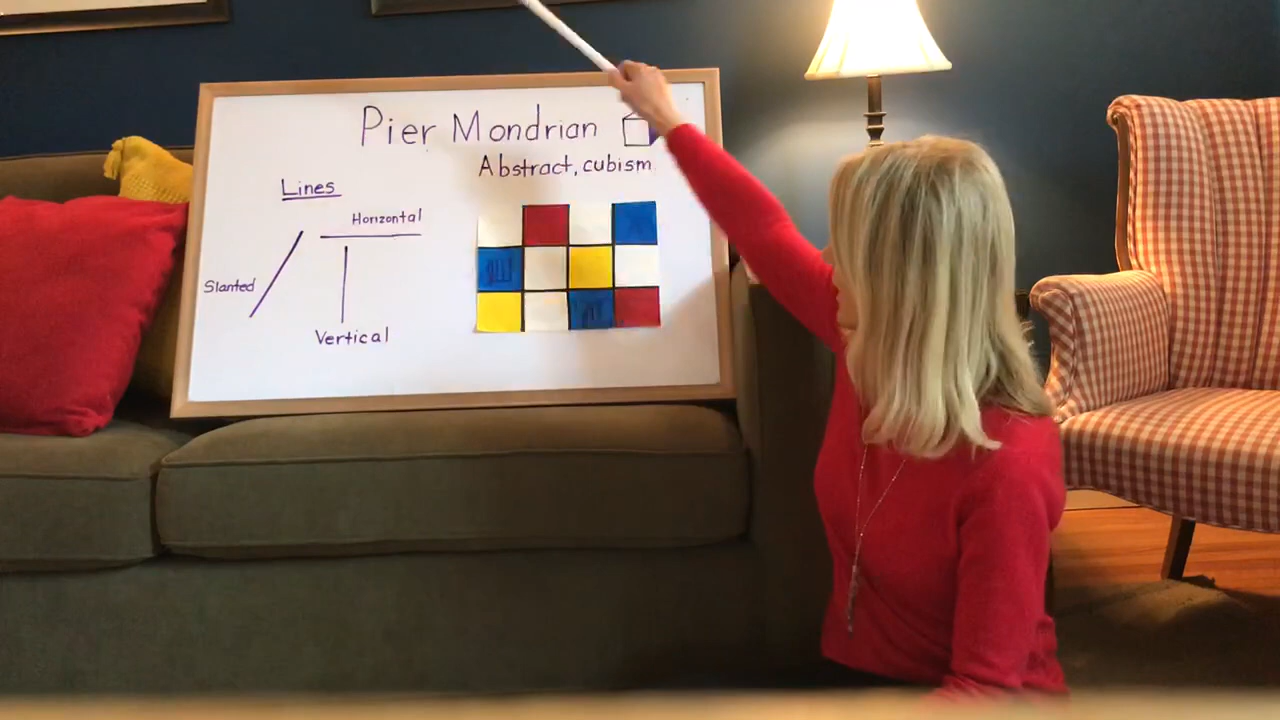 Pier Mondrian
Abstract, cubism
Lines
Horizontal
Slanted
Vertical